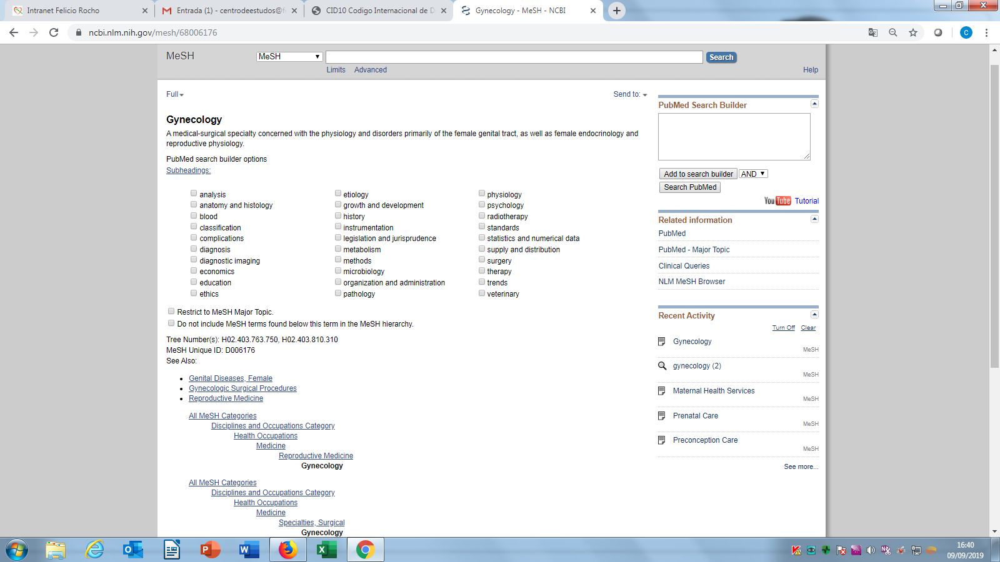 Intranet Felicio Rocho
Entrada (1) - centrodeestudos@f
CID10 Codigo Internacional de D
Gynecology - MeSH - NCBI
ncbi.nlm.nih.gov/mesh/68006176
C
MeSH
MeSH
Search
Limits
Advanced
Help
Full
Send to:
Gynecology
A medical-surgical specialty concerned with the physiology and disorders primarily of the female genital tract, as well as female endocrinology and
reproductive physiology.
PubMed search builder options
Subheadings:
analysis
anatomy and histology
blood
classification
complications
diagnosis
diagnostic imaging
economics
education
ethics
etiology
growth and development
history
instrumentation
legislation and jurisprudence
metabolism
methods
microbiology
organization and administration
pathology
physiology
psychology
radiotherapy
standards
statistics and numerical data
supply and distribution
surgery
therapy
trends
veterinary
Restrict to MeSH Major Topic.
Do not include MeSH terms found below this term in the MeSH hierarchy.
Tree Number(s): H02.403.763.750, H02.403.810.310
MeSH Unique ID: D006176
See Also:
Genital Diseases, Female
Gynecologic Surgical Procedures
Reproductive Medicine
All MeSH Categories
Disciplines and Occupations Category
Health Occupations
Medicine
Reproductive Medicine
Gynecology
All MeSH Categories
Disciplines and Occupations Category
Health Occupations
Medicine
Specialties, Surgical
Gynecology
PubMed Search Builder
Add to search builder
AND
Search PubMed
YouTube Tutorial
Related information
PubMed
PubMed - Major Topic
Clinical Queries
NLM MeSH Browser
Recent Activity
Turn Off
Clear
Gynecology
MeSH
gynecology (2)
MeSH
Maternal Health Services
MeSH
Prenatal Care
MeSH
Preconception Care
MeSH
See more...
16:40
09/09/2019